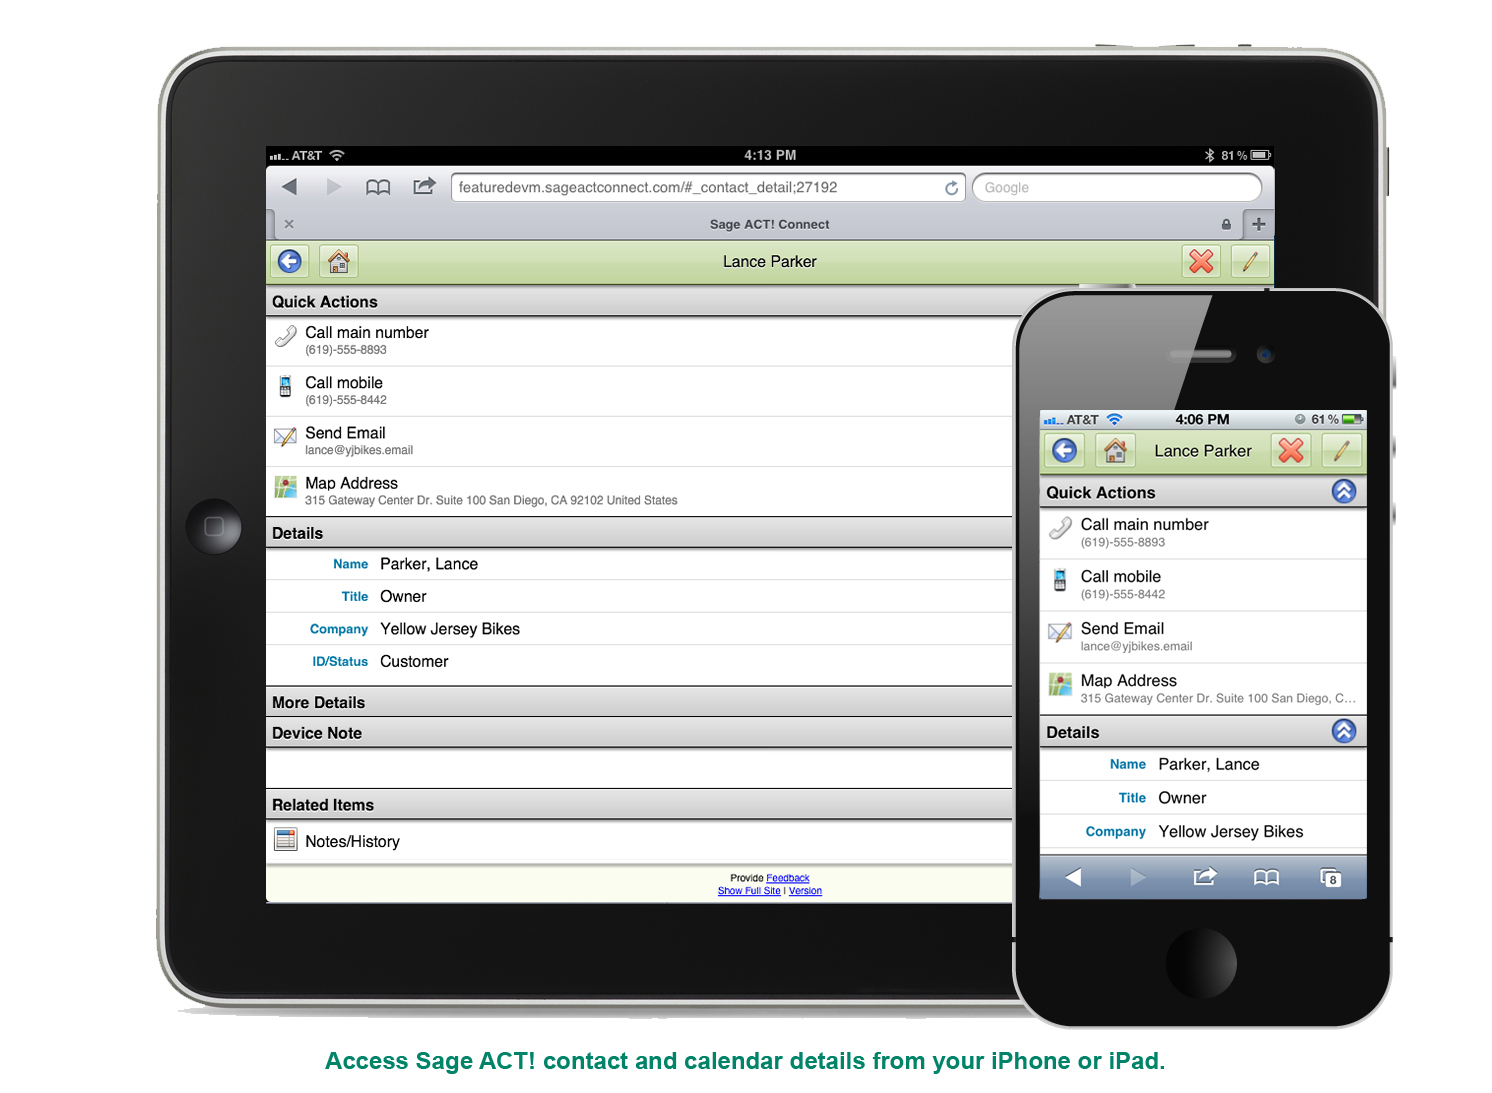 AT&T 4:13 PM 81%
featuredevm.sageactconnect.com/#_contact_detail;27192 Google
Sage ACT! Connect
Lance Parker
Quick Actions
Call main number
(619)-555-8893
Call mobile
(619)-555-8442
Send Email
lance@yjbikes.email
Map Address
315 Gateway Center Dr. Suite 100 San Diego, CA 92102 United States
Details
Name Parker, Lance
Title Owner
Company Yellow Jersey Bikes
ID/Status Customer
More Details
Device Note
Related Items
Notes/History
Provide Feedback
Show Full Site | Version
AT&T 4:06 PM 61%
Lance Parker
Quick Actions
Call main number
(619)-555-8893
Call mobile
(619)-555-8442
Send Email
lance@yjbikes.email
Map Address
315 Gateway Center Dr. Suite 100 San Diego, C...
Details
Name Parker, Lance
Title Owner
Company Yellow Jersey Bikes
8
Access Sage ACT! contact and calendar details from your iPhone or iPad.